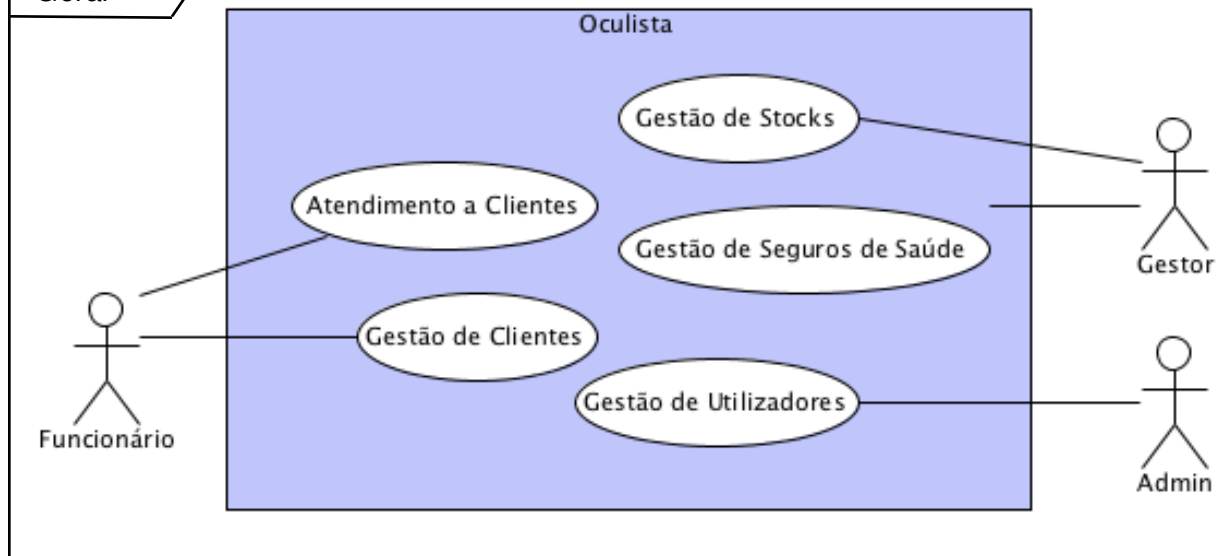 Geral
Oculista
Gestão de Stocks
Atendimento a Clientes
Gestão de Seguros de Saúde
Gestor
Gestão de Clientes
Gestão de Utilizadores
Funcionário
Admin